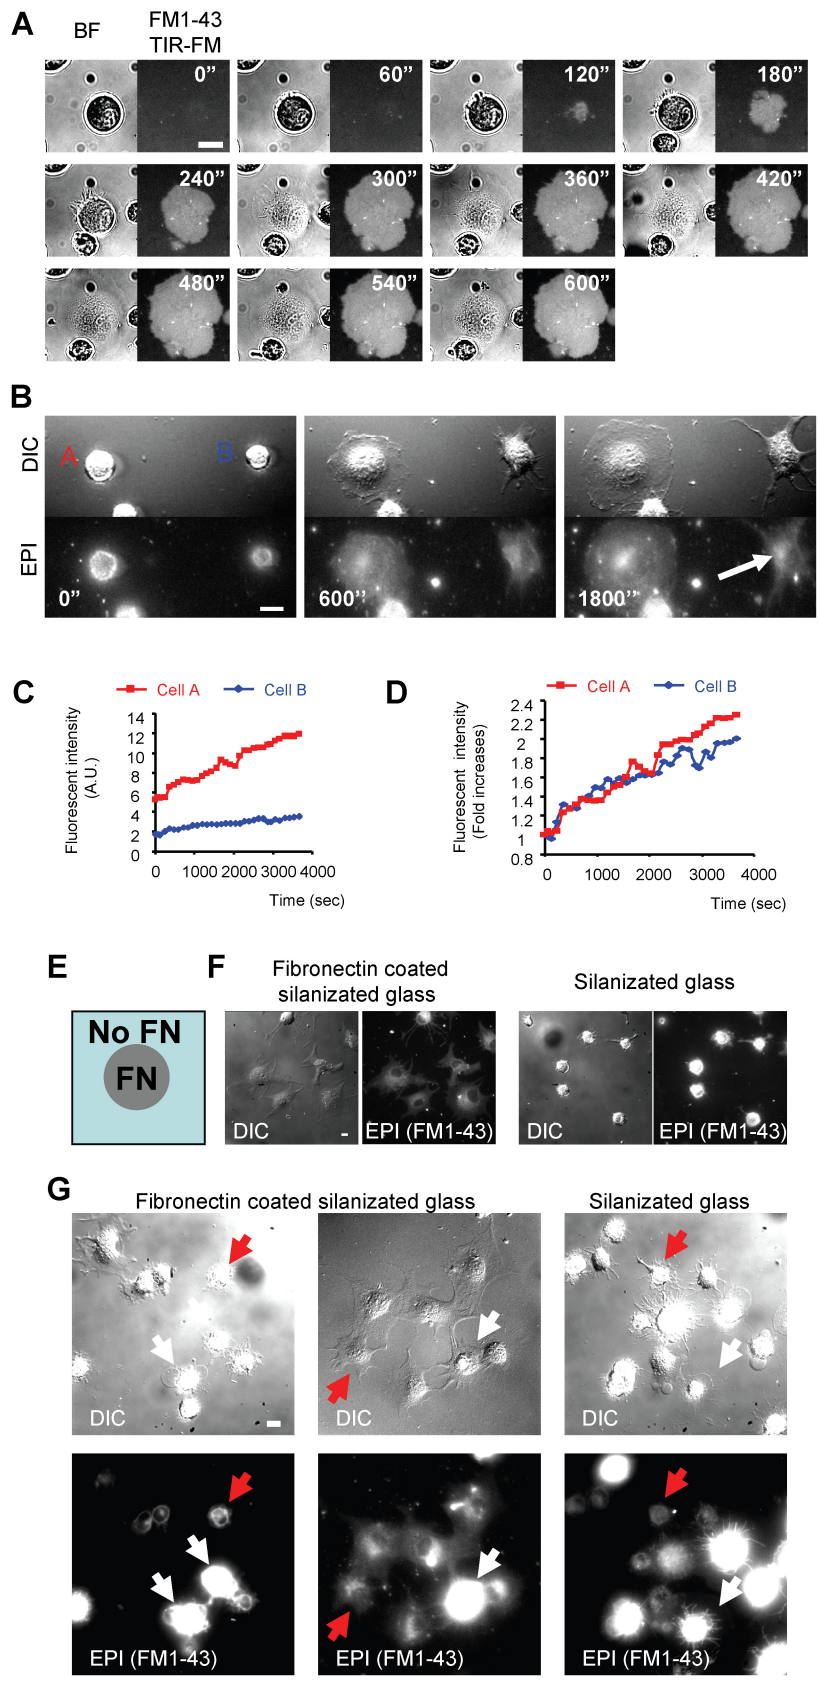 A
BF
FM1-43
TIR-FM
0”
60”
120”
180”
240”
300”
360”
420”
480”
540”
600”
B
DIC
A
B
EPI
0’’
600’’
1800’’
C
Cell A
Cell B
Fluorescent intensity
(A.U.)
14
12
10
8
6
4
2
0
0
1000
2000
3000
4000
Time (sec)
D
Cell A
Cell B
Fluorescent intensity
(Fold increases)
2.4
2.2
2
1.8
1.6
1.4
1.2
1
0.8
0
1000
2000
3000
4000
Time (sec)
E
No FN
FN
F
Fibronectin coated
silanizated glass
Silanizated glass
DIC
EPI (FM1-43)
DIC
EPI (FM1-43)
G
Fibronectin coated silanizated glass
Silanizated glass
DIC
DIC
DIC
EPI (FM1-43)
EPI (FM1-43)
EPI (FM1-43)